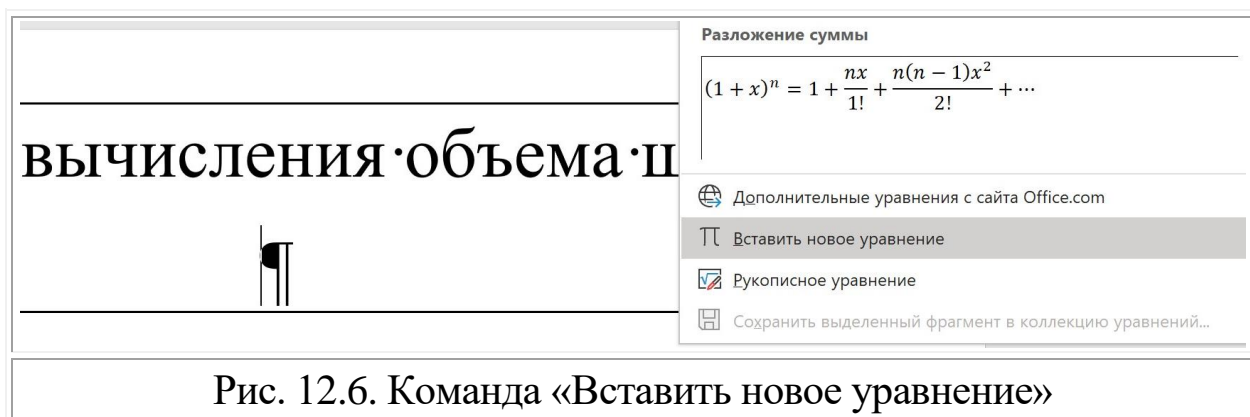 вычисления·объема·ш
¶
Разложение суммы
(1 + x)ⁿ = 1 + nx/1! + n(n − 1)x²/2! + ⋯
Дополнительные уравнения с сайта Office.com
Вставить новое уравнение
Рукописное уравнение
Сохранить выделенный фрагмент в коллекцию уравнений...
Рис. 12.6. Команда «Вставить новое уравнение»